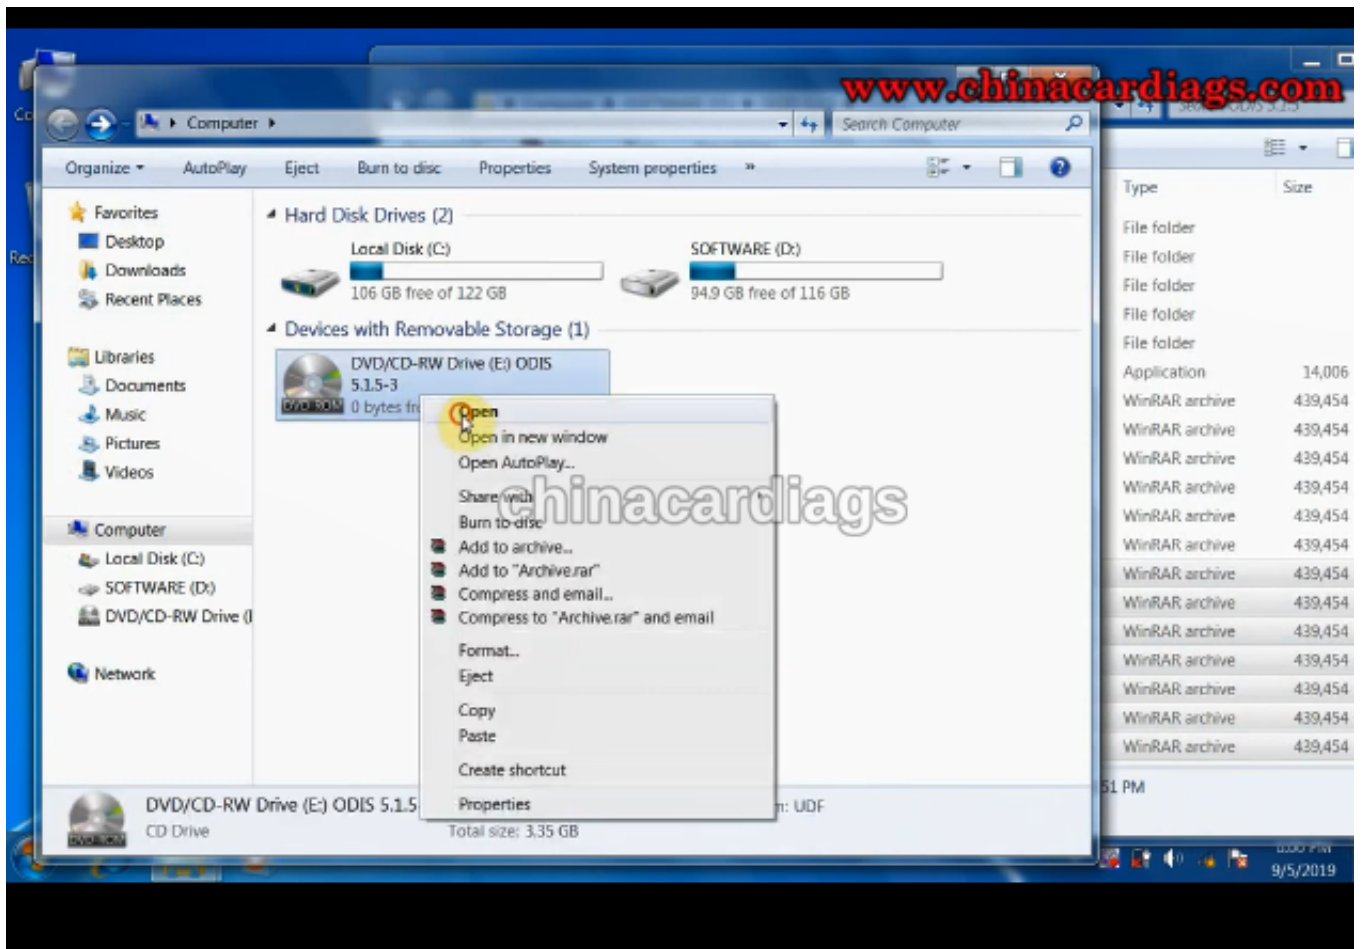 www.chinacardiags.com
Computer
Search Computer
Organize
AutoPlay
Eject
Burn to disc
Properties
System properties
»
Type
Size
Favorites
Desktop
Downloads
Recent Places
Libraries
Documents
Music
Pictures
Videos
Computer
Local Disk (C:)
SOFTWARE (D:)
DVD/CD-RW Drive (
Network
Hard Disk Drives (2)
Local Disk (C:)
106 GB free of 122 GB
SOFTWARE (D:)
94.9 GB free of 116 GB
Devices with Removable Storage (1)
DVD/CD-RW Drive (E:) ODIS
5.1.5-3
0 bytes fr
DVD-ROM
Open
Open in new window
Open AutoPlay...
Share with
Burn to disc
Add to archive...
Add to "Archive.rar"
Compress and email...
Compress to "Archive.rar" and email
Format...
Eject
Copy
Paste
Create shortcut
Properties
chinacardiags
File folder
File folder
File folder
File folder
File folder
Application 14,006
WinRAR archive 439,454
WinRAR archive 439,454
WinRAR archive 439,454
WinRAR archive 439,454
WinRAR archive 439,454
WinRAR archive 439,454
WinRAR archive 439,454
WinRAR archive 439,454
WinRAR archive 439,454
WinRAR archive 439,454
WinRAR archive 439,454
WinRAR archive 439,454
WinRAR archive 439,454
51 PM
DVD/CD-RW Drive (E:) ODIS 5.1.5
CD Drive
DVD-ROM
: UDF
Total size: 3.35 GB
9/5/2019